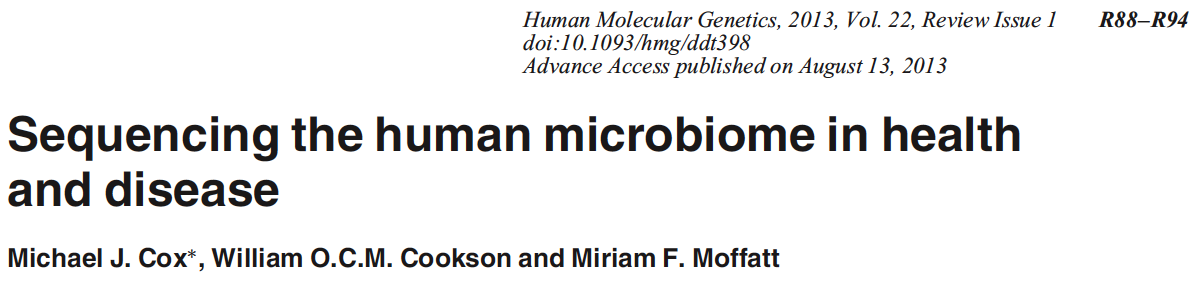 Human Molecular Genetics, 2013, Vol. 22, Review Issue 1 R88–R94
doi:10.1093/hmg/ddt398
Advance Access published on August 13, 2013
Sequencing the human microbiome in health
and disease
Michael J. Cox*, William O.C.M. Cookson and Miriam F. Moffatt